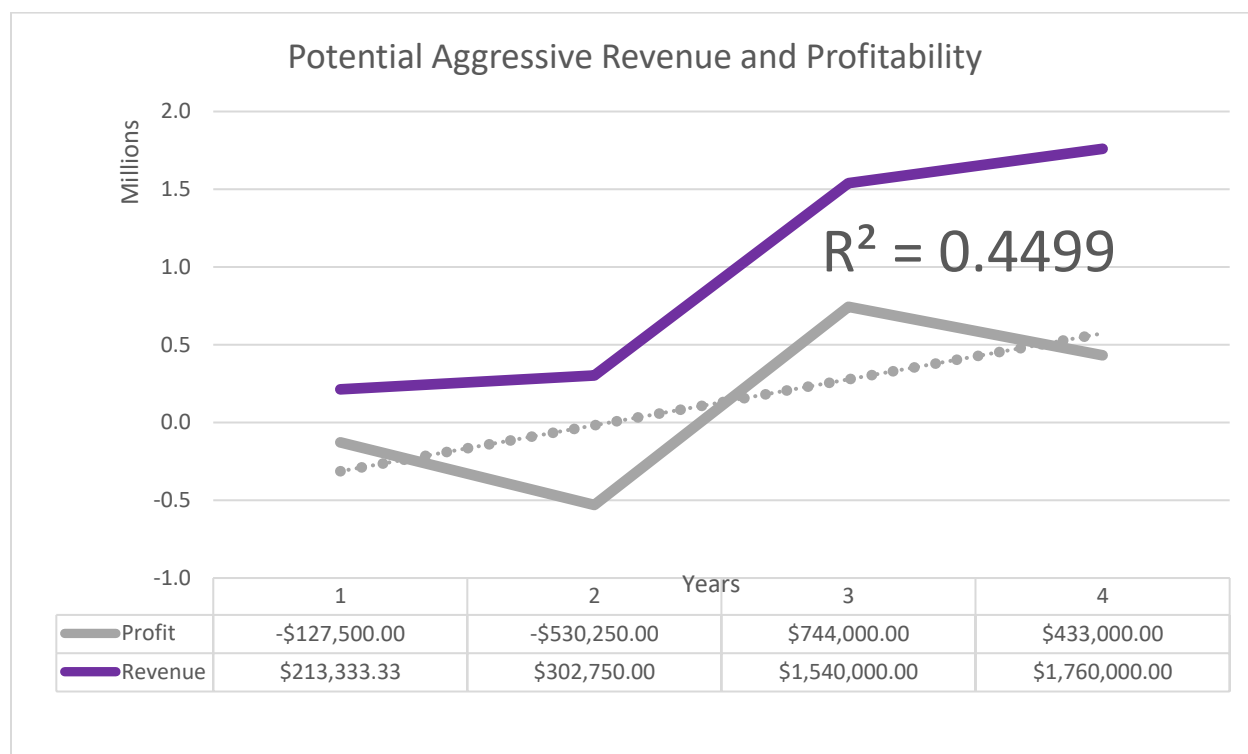 Potential Aggressive Revenue and Profitability
Millions
2.0
1.5
1.0
0.5
0.0
-0.5
-1.0
R² = 0.4499
Years
1 2 3 4
Profit -$127,500.00 -$530,250.00 $744,000.00 $433,000.00
Revenue $213,333.33 $302,750.00 $1,540,000.00 $1,760,000.00